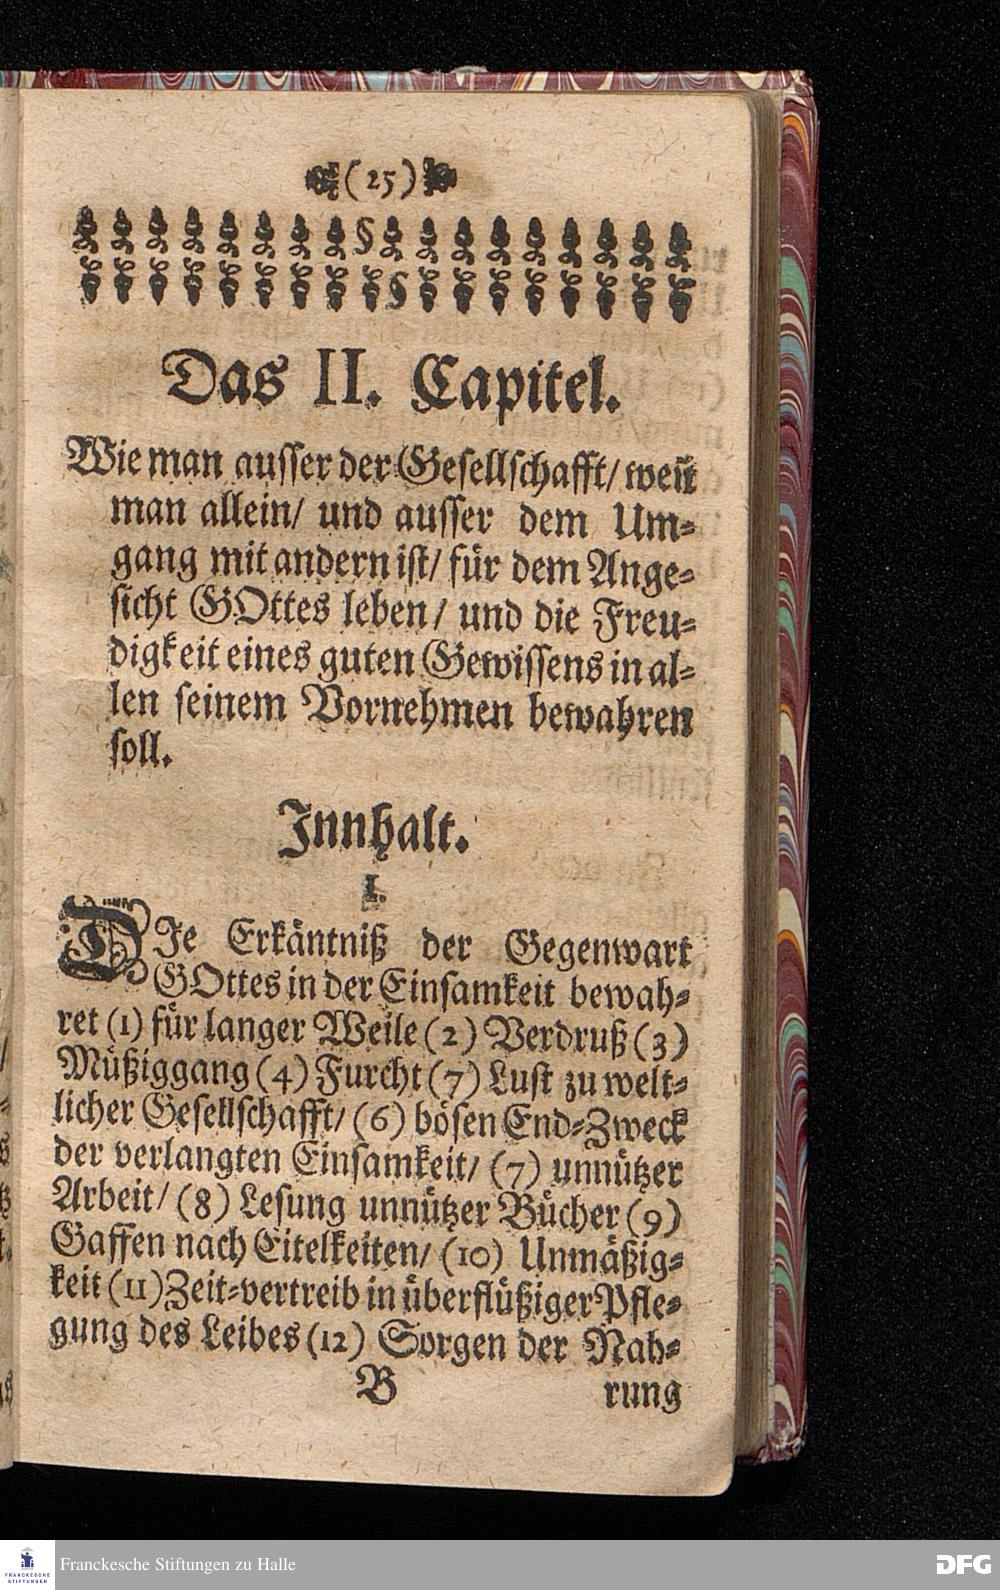 (25)
Das II. Capitel.
Wie man ausser der Gesellschafft/ weñ
man allein/ und ausser dem Um-
gang mit andern ist/ für dem Ange-
sicht GOttes leben/ und die Freu-
digkeit eines guten Gewissens in al-
len seinem Vornehmen bewahren
soll.
Innhalt.
I.
DIe Erkäntniß der Gegenwart
GOttes in der Einsamkeit bewah-
ret (1) für langer Weile (2) Verdruß (3)
Müßiggang (4) Furcht (7) Lust zu welt-
licher Gesellschafft/ (6) bösen End-Zweck
der verlangten Einsamkeit/ (7) unnützer
Arbeit/ (8) Lesung unnützer Bücher (9)
Gaffen nach Eitelkeiten/ (10) Unmäßig-
keit (11) Zeit-vertreib in überflüßiger Pfle-
gung des Leibes (12) Sorgen der Nah-
B rung
FRANCKESCHE STIFTUNGEN
Franckesche Stiftungen zu Halle
DFG